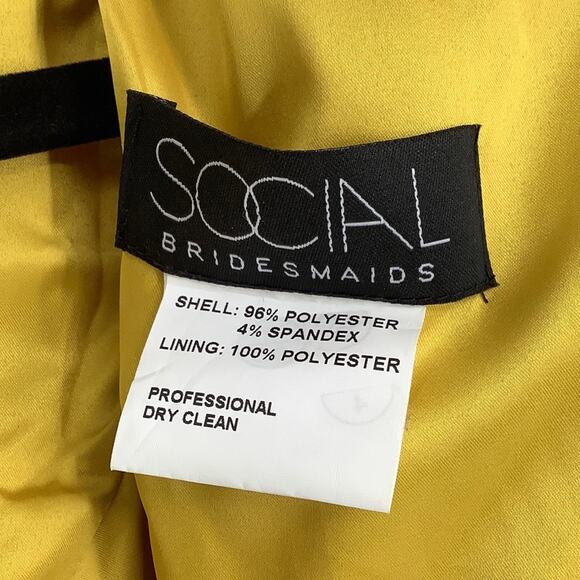 SOCIAL
BRIDESMAIDS
SHELL: 96% POLYESTER
4% SPANDEX
LINING: 100% POLYESTER
PROFESSIONAL
DRY CLEAN